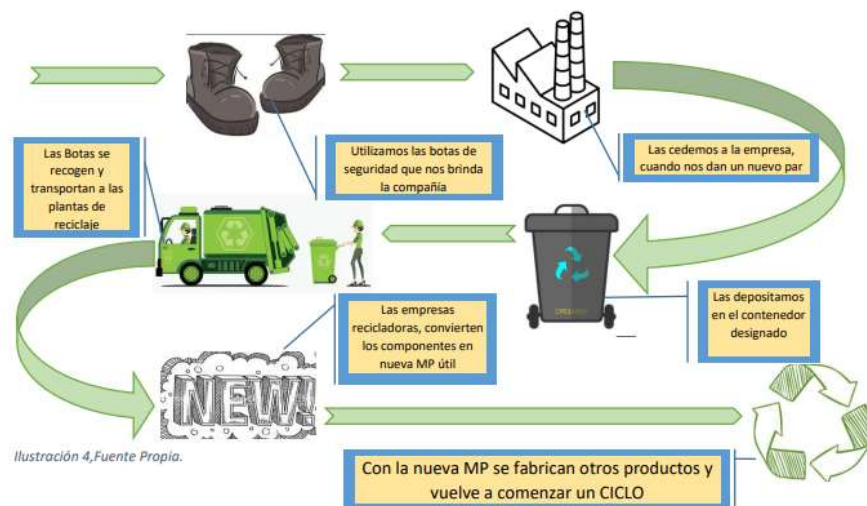 Utilizamos las botas de
seguridad que nos brinda
la compañía
Las cedemos a la empresa,
cuando nos dan un nuevo par
Las depositamos
en el contenedor
designado
Las Botas se
recogen y
transportan a las
plantas de
reciclaje
Las empresas
recicladoras, convierten
los componentes en
nueva MP útil
NEW!
Con la nueva MP se fabrican otros productos y
vuelve a comenzar un CICLO
Ilustración 4,Fuente Propia.